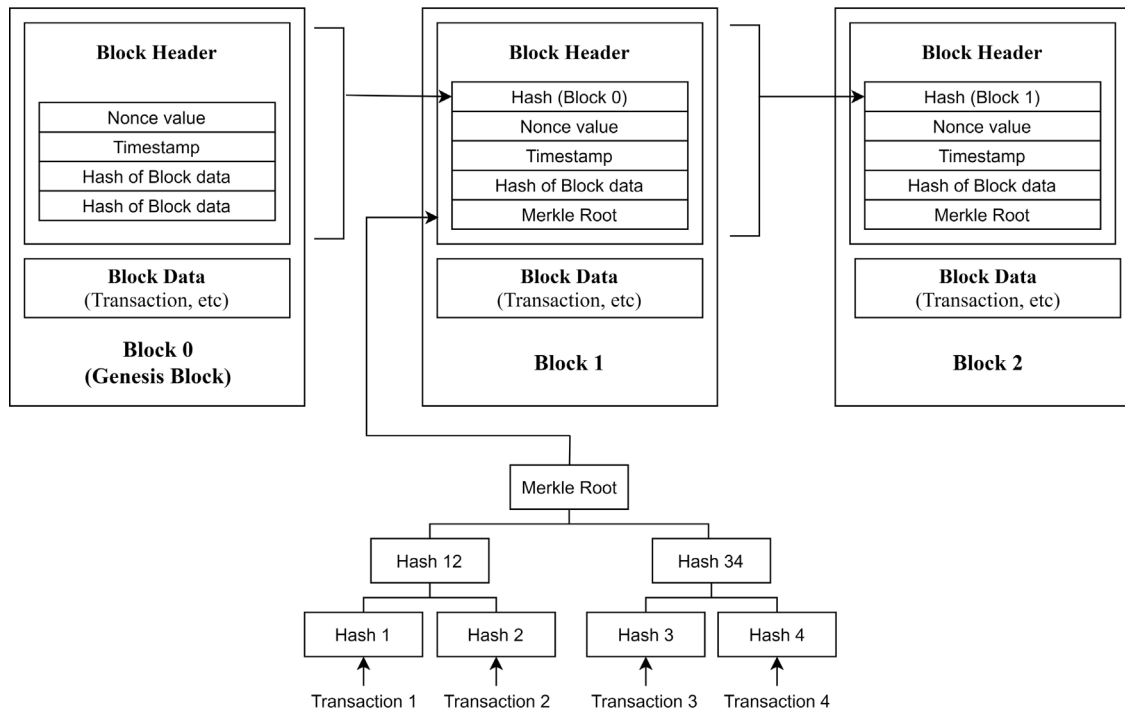 Block Header
Nonce value
Timestamp
Hash of Block data
Hash of Block data
Block Data
(Transaction, etc)
Block 0
(Genesis Block)
Block Header
Hash (Block 0)
Nonce value
Timestamp
Hash of Block data
Merkle Root
Block Data
(Transaction, etc)
Block 1
Block Header
Hash (Block 1)
Nonce value
Timestamp
Hash of Block data
Merkle Root
Block Data
(Transaction, etc)
Block 2
Merkle Root
Hash 12
Hash 34
Hash 1
Hash 2
Hash 3
Hash 4
Transaction 1
Transaction 2
Transaction 3
Transaction 4